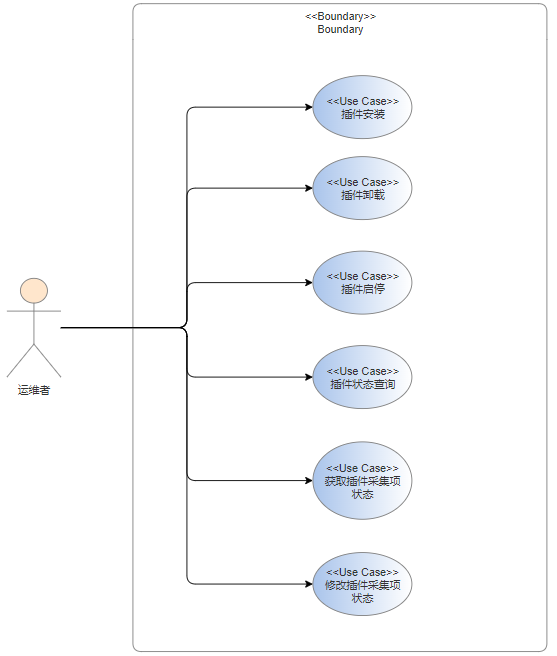 <<Boundary>>
Boundary
<<Use Case>>
插件安装
<<Use Case>>
插件卸载
<<Use Case>>
插件启停
<<Use Case>>
插件状态查询
运维者
<<Use Case>>
获取插件采集项
状态
<<Use Case>>
修改插件采集项
状态